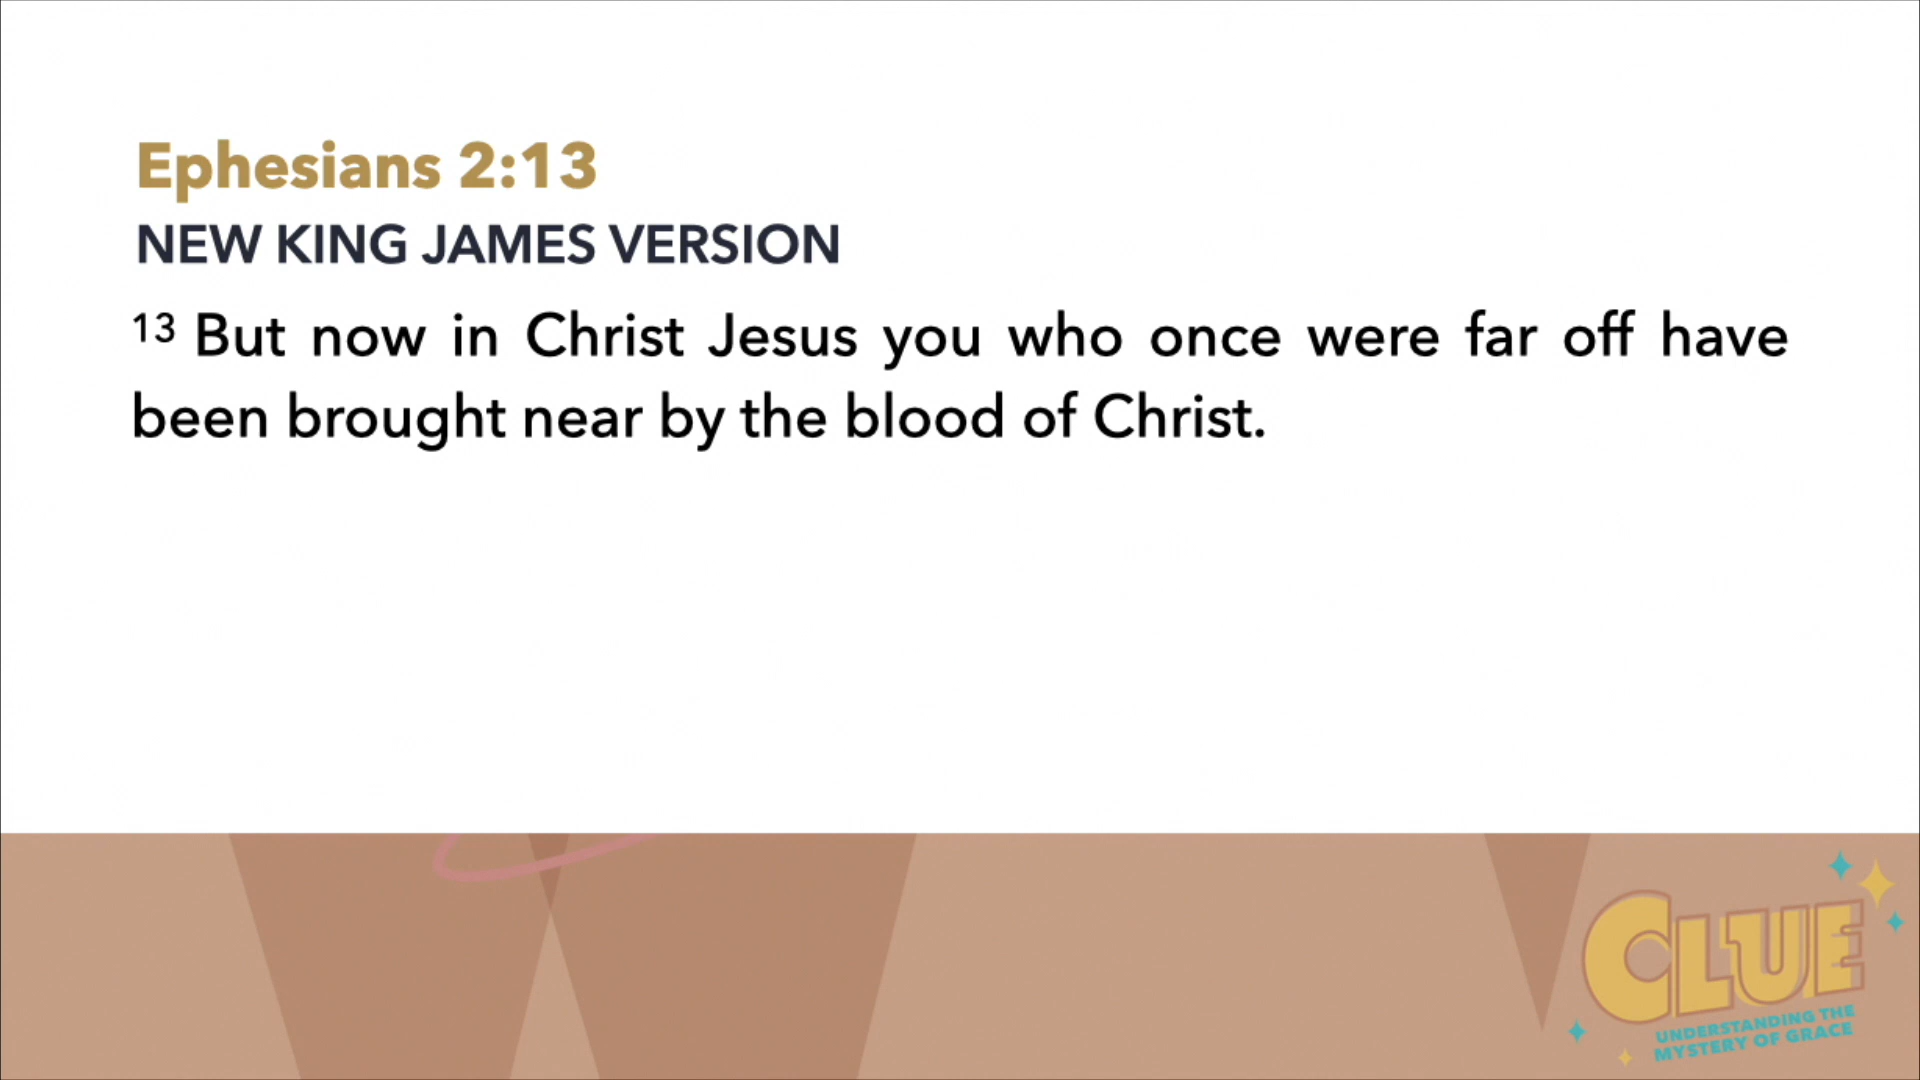 Ephesians 2:13
NEW KING JAMES VERSION
13 But now in Christ Jesus you who once were far off have
been brought near by the blood of Christ.
CLUE
UNDERSTANDING THE
MYSTERY OF GRACE